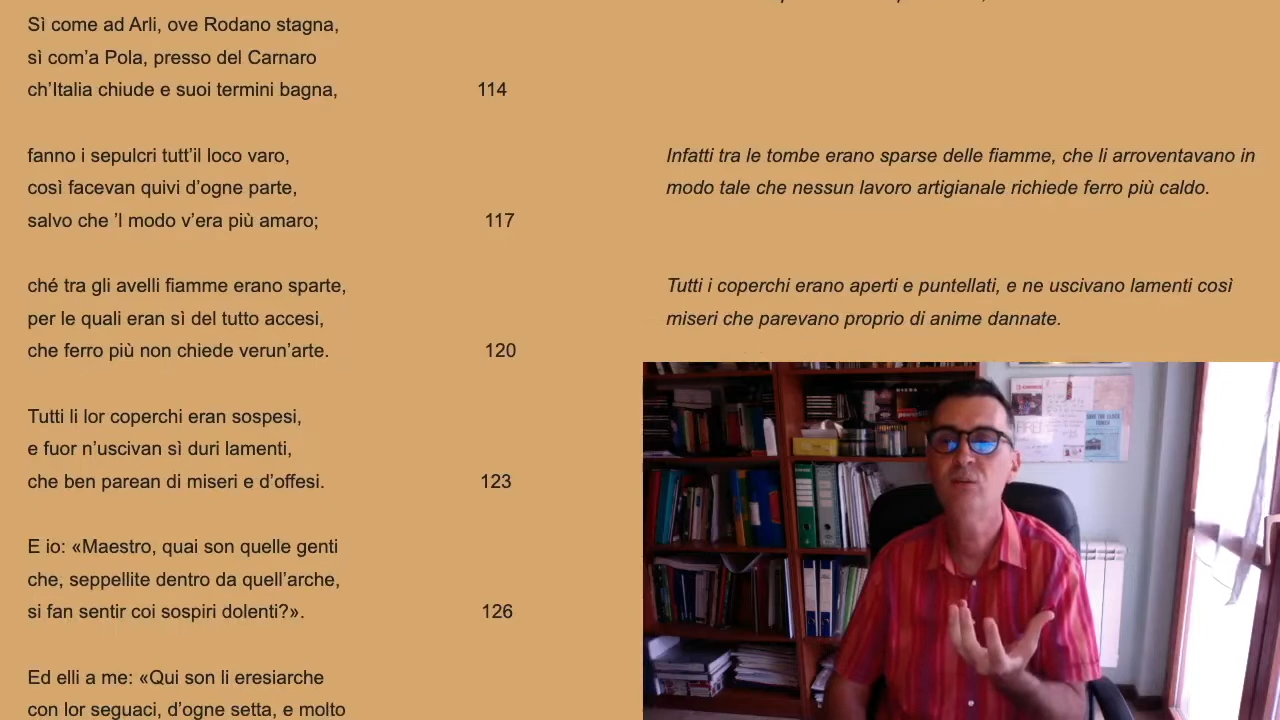 Sì come ad Arli, ove Rodano stagna,
sì com'a Pola, presso del Carnaro
ch'Italia chiude e suoi termini bagna,
114
fanno i sepulcri tutt'il loco varo,
così facevan quivi d'ogne parte,
salvo che 'l modo v'era più amaro;
117
ché tra gli avelli fiamme erano sparte,
per le quali eran sì del tutto accesi,
che ferro più non chiede verun'arte.
120
Tutti li lor coperchi eran sospesi,
e fuor n'uscivan sì duri lamenti,
che ben parean di miseri e d'offesi.
123
E io: «Maestro, quai son quelle genti
che, seppellite dentro da quell'arche,
si fan sentir coi sospiri dolenti?».
126
Ed elli a me: «Qui son li eresiarche
con lor seguaci, d'ogne setta, e molto
Infatti tra le tombe erano sparse delle fiamme, che li arroventavano in
modo tale che nessun lavoro artigianale richiede ferro più caldo.
Tutti i coperchi erano aperti e puntellati, e ne uscivano lamenti così
miseri che parevano proprio di anime dannate.